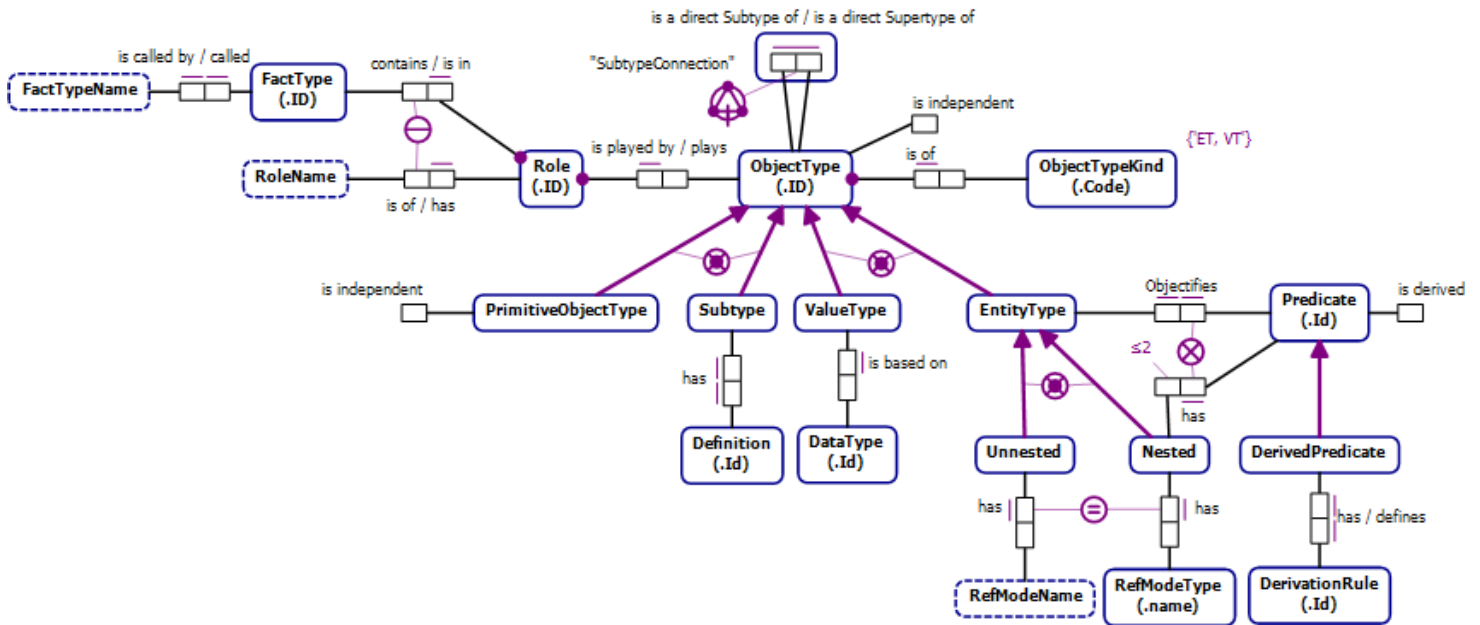 is a direct Subtype of / is a direct Supertype of
is called by / called
contains / is in
"SubtypeConnection"
FactTypeName
FactType
(.ID)
is independent
{'ET, VT'}
is played by / plays
is of
RoleName
Role
(.ID)
ObjectType
(.ID)
ObjectTypeKind
(.Code)
is of / has
is independent
PrimitiveObjectType
Subtype
ValueType
EntityType
Objectifies
Predicate
(.Id)
is derived
≤2
has
is based on
has
Definition
(.Id)
DataType
(.Id)
Unnested
Nested
DerivedPredicate
has
=
has
has / defines
RefModeName
RefModeType
(.name)
DerivationRule
(.Id)